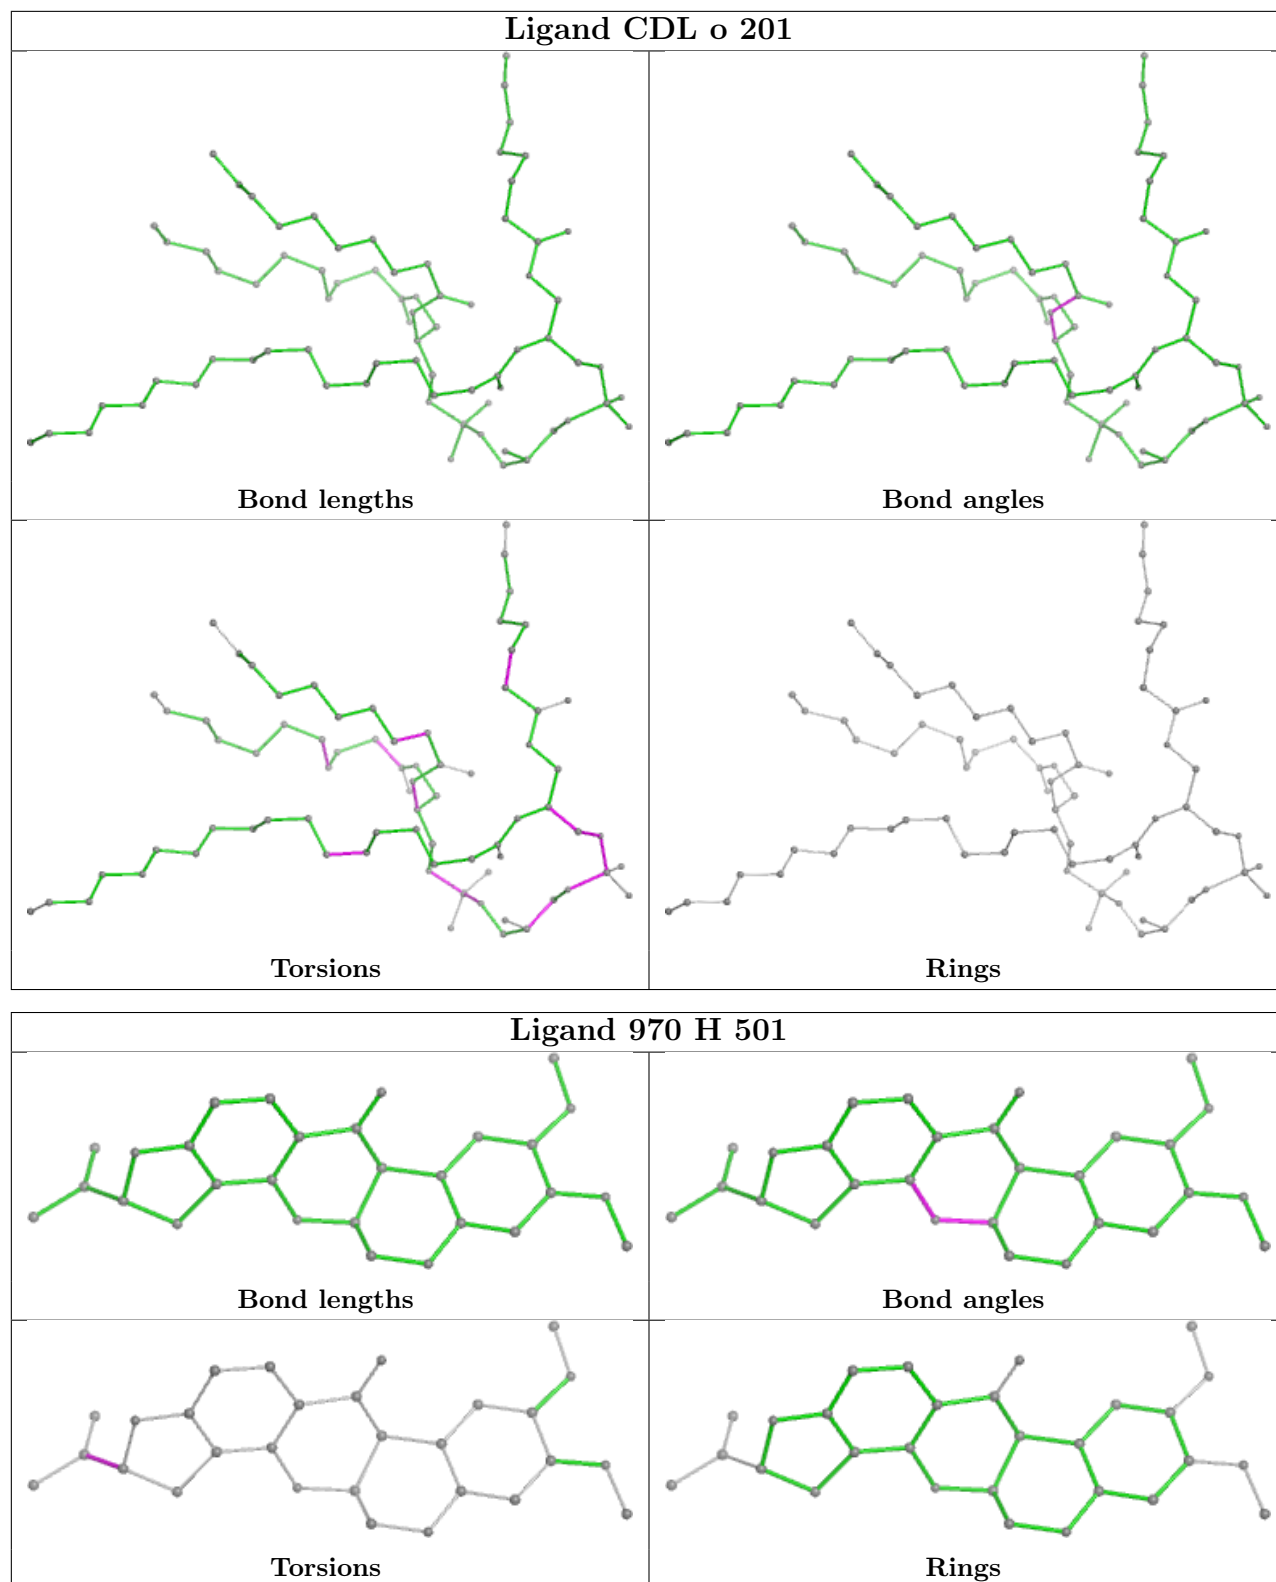 Ligand CDL o 201
Bond lengths
Bond angles
Torsions
Rings
Ligand 970 H 501
Bond lengths
Bond angles
Torsions
Rings